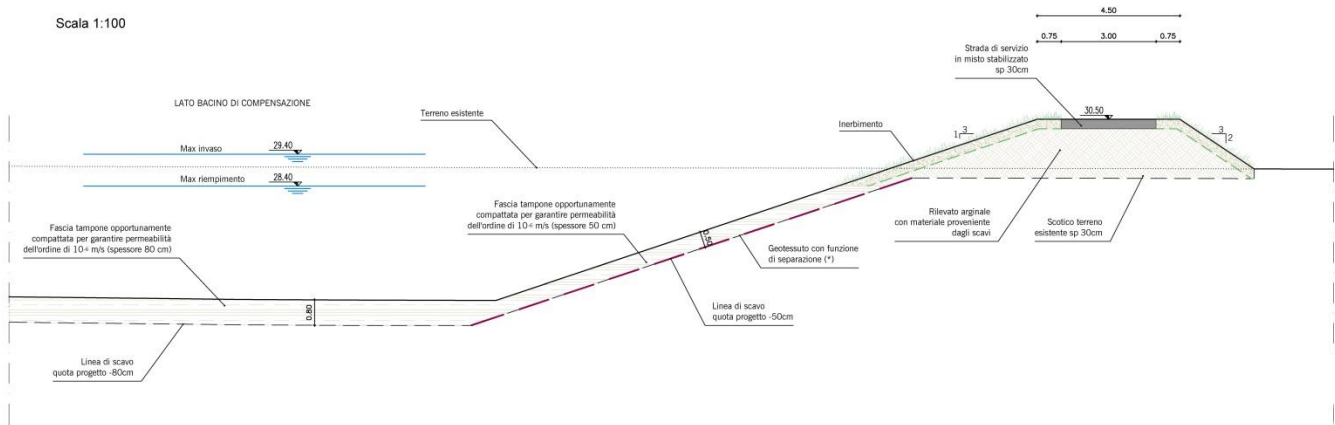 Scala 1:100
4.50
0.75
3.00
0.75
Strada di servizio
in misto stabilizzato
sp 30cm
LATO BACINO DI COMPENSAZIONE
Terreno esistente
30.50
Inerbimento
1
3
3
2
Max invaso
29.40
Max riempimento
28.40
Fascia tampone opportunamente
compattata per garantire permeabilità
dell'ordine di 10-6 m/s (spessore 80 cm)
Fascia tampone opportunamente
compattata per garantire permeabilità
dell'ordine di 10-6 m/s (spessore 50 cm)
0.50
Geotessuto con funzione
di separazione (*)
Rilevato arginale
con materiale proveniente
dagli scavi
Scotico terreno
esistente sp 30cm
0.80
Linea di scavo
quota progetto -50cm
Linea di scavo
quota progetto -80cm